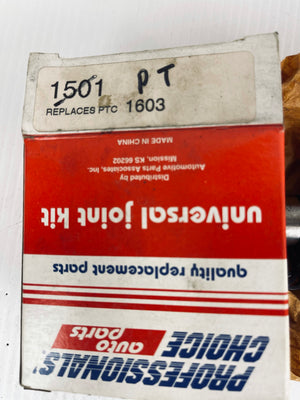 1501 PT
REPLACES PTC 1603
PROFESSIONALS'
CHOICE
auto
parts
quality replacement parts
universal joint kit
Distributed by
Automotive Parts Associates, Inc.
Mission, KS 66202
MADE IN CHINA